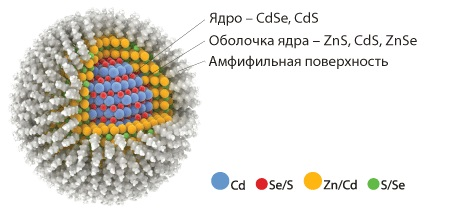 Ядро – CdSe, CdS
Оболочка ядра – ZnS, CdS, ZnSe
Амфифильная поверхность
Cd Se/S Zn/Cd S/Se